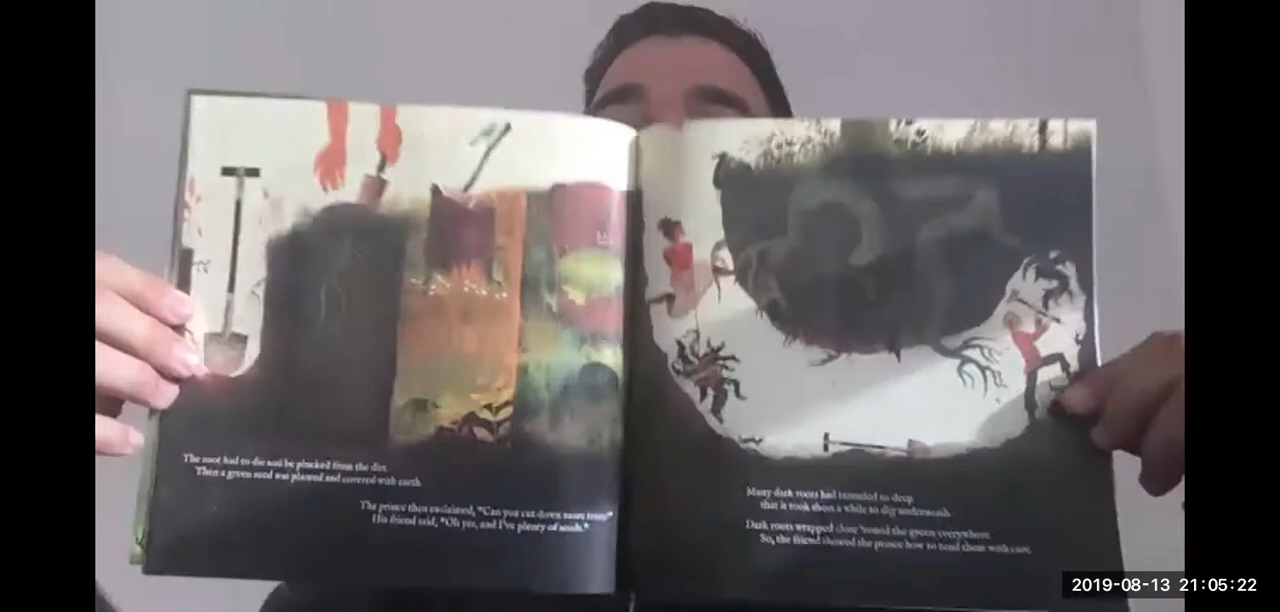 The root had to die and be plucked from the dirt.
Then a green seed was planted and covered with earth.
The prince then exclaimed, "Can you cut down more trees?"
His friend said, "Oh yes, and I've plenty of seeds."
Many dark roots had tunneled so deep
that it took them a while to dig underneath.
Dark roots wrapped close 'round the green everywhere.
So, the friend showed the prince how to tend them with care.
2019-08-13 21:05:22